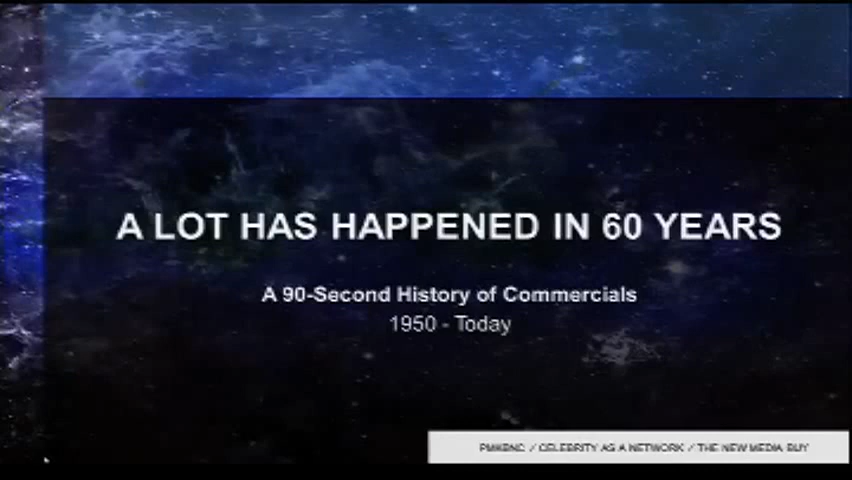 A LOT HAS HAPPENED IN 60 YEARS
A 90-Second History of Commercials
1950 - Today
PMKBNC / CELEBRITY AS A NETWORK / THE NEW MEDIA BUY